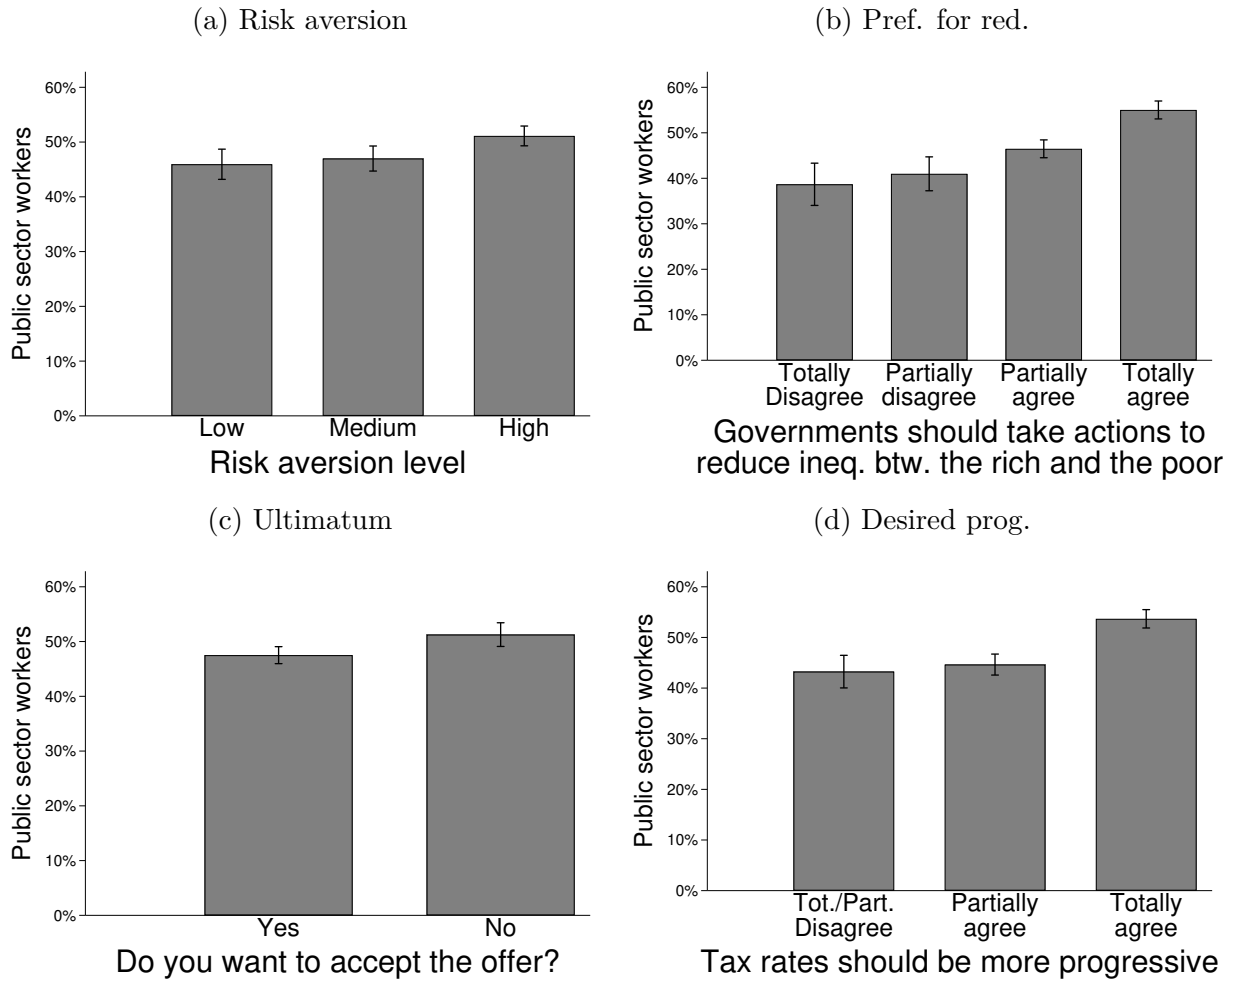 (a) Risk aversion
Public sector workers
60%
50%
40%
30%
20%
10%
0%
Low Medium High
Risk aversion level
(b) Pref. for red.
Public sector workers
60%
50%
40%
30%
20%
10%
0%
Totally Partially Partially Totally
Disagree disagree agree agree
Governments should take actions to
reduce ineq. btw. the rich and the poor
(c) Ultimatum
Public sector workers
60%
50%
40%
30%
20%
10%
0%
Yes No
Do you want to accept the offer?
(d) Desired prog.
Public sector workers
60%
50%
40%
30%
20%
10%
0%
Tot./Part. Partially Totally
Disagree agree agree
Tax rates should be more progressive